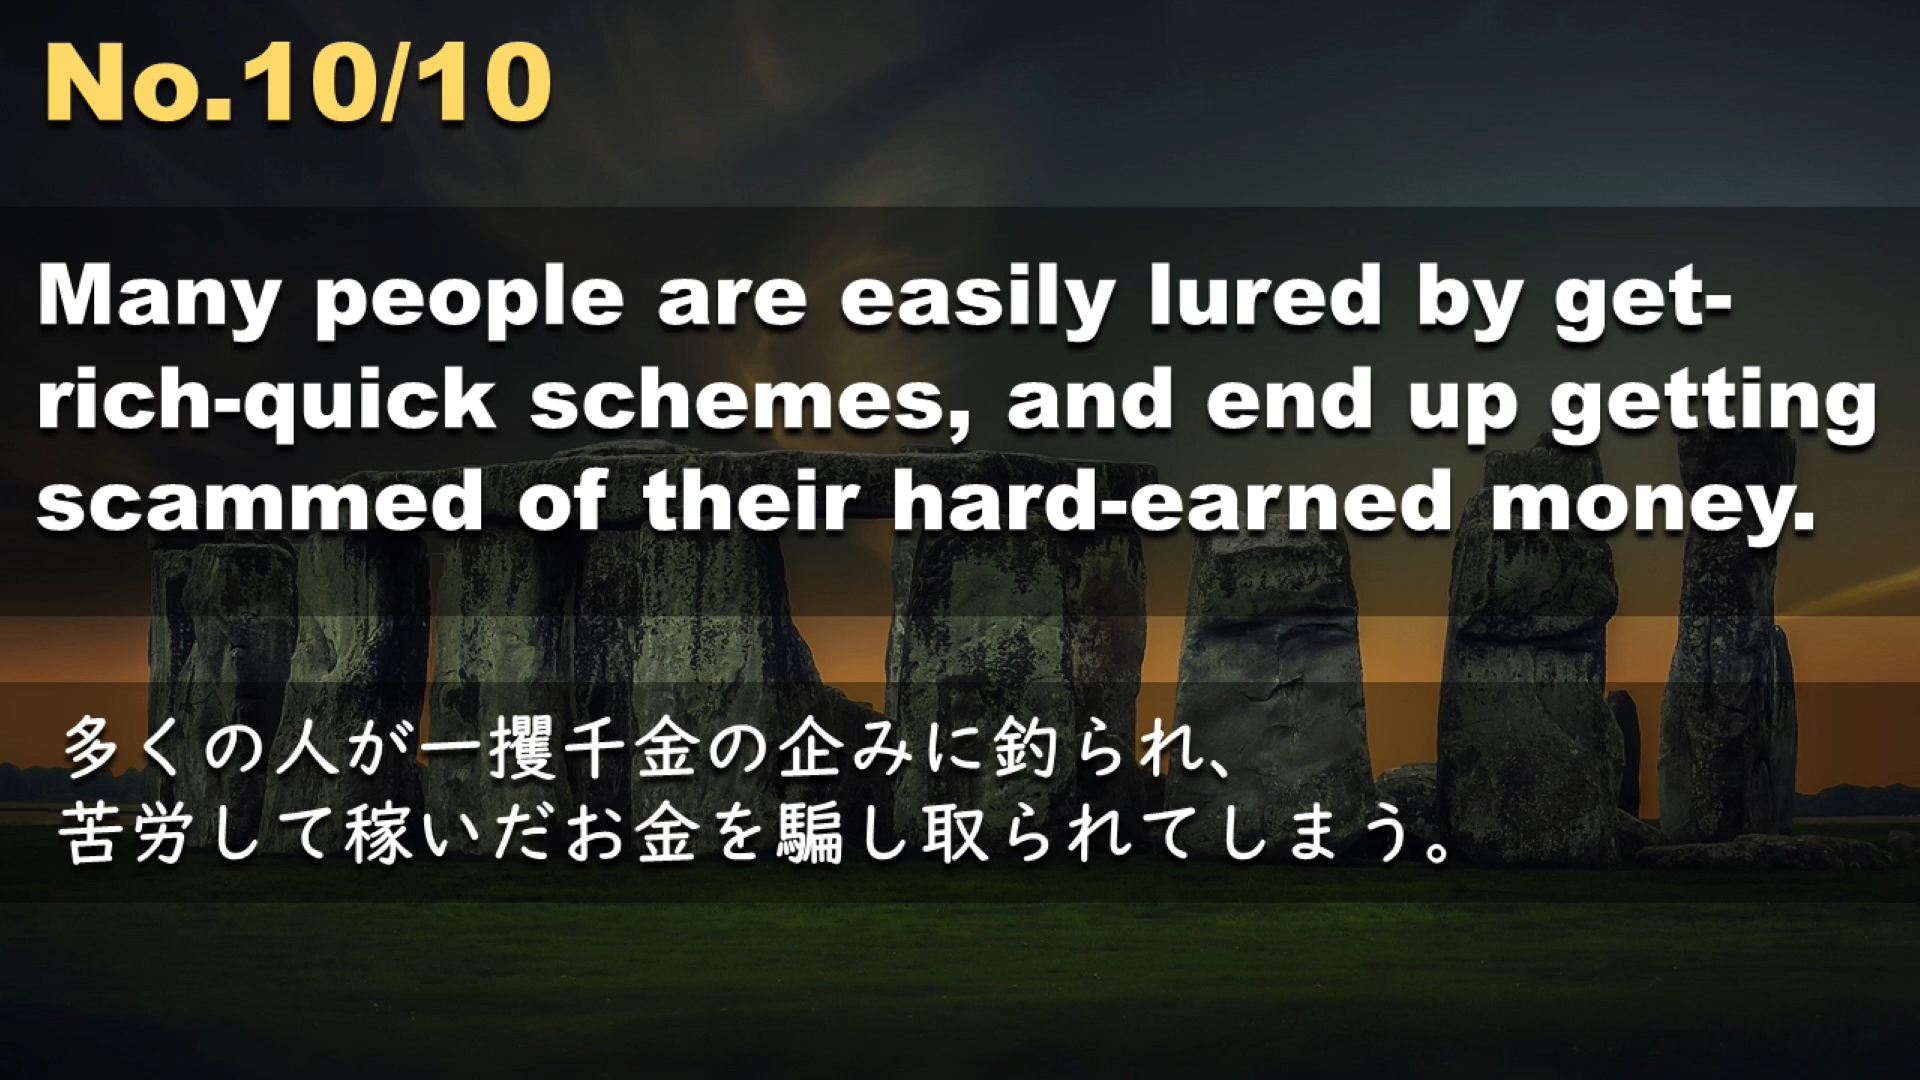 No.10/10
Many people are easily lured by get-
rich-quick schemes, and end up getting
scammed of their hard-earned money.
多くの人が一攫千金の企みに釣られ、
苦労して稼いだお金を騙し取られてしまう。